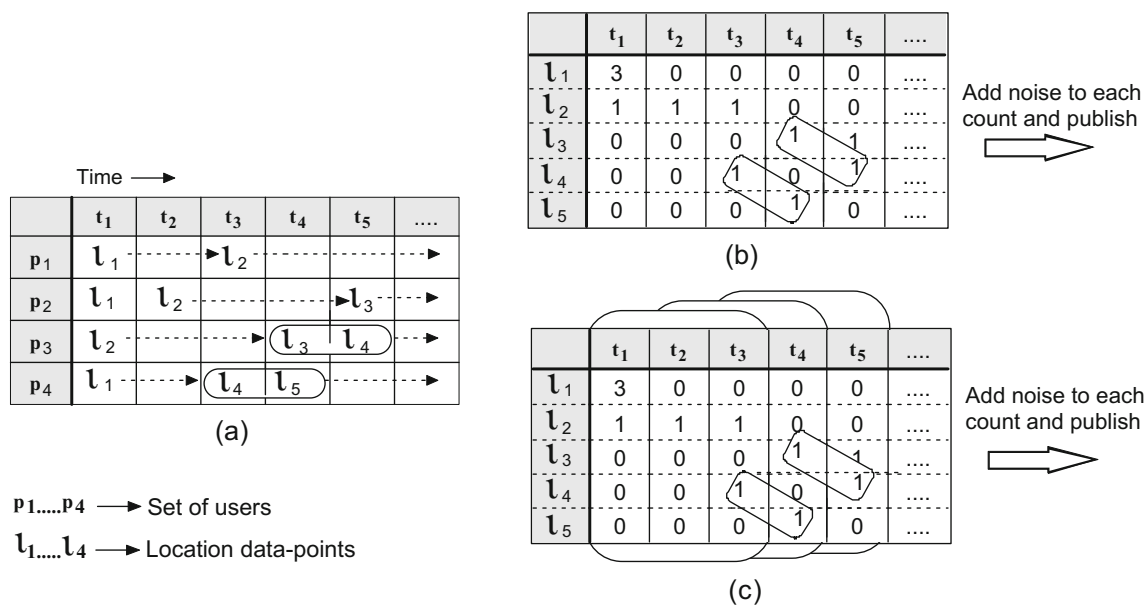 Time
t1 t2 t3 t4 t5 ....
p1 l1 l2
p2 l1 l2 l3
p3 l2 l3 l4
p4 l1 l4 l5
(a)
p1.....p4 Set of users
l1.....l4 Location data-points
t1 t2 t3 t4 t5 ....
l1 3 0 0 0 0 ....
l2 1 1 1 0 0 ....
l3 0 0 0 1 1 ....
l4 0 0 1 0 1 ....
l5 0 0 0 1 0 ....
Add noise to each
count and publish
(b)
t1 t2 t3 t4 t5 ....
l1 3 0 0 0 0 ....
l2 1 1 1 0 0 ....
l3 0 0 0 1 1 ....
l4 0 0 1 0 1 ....
l5 0 0 0 1 0 ....
Add noise to each
count and publish
(c)